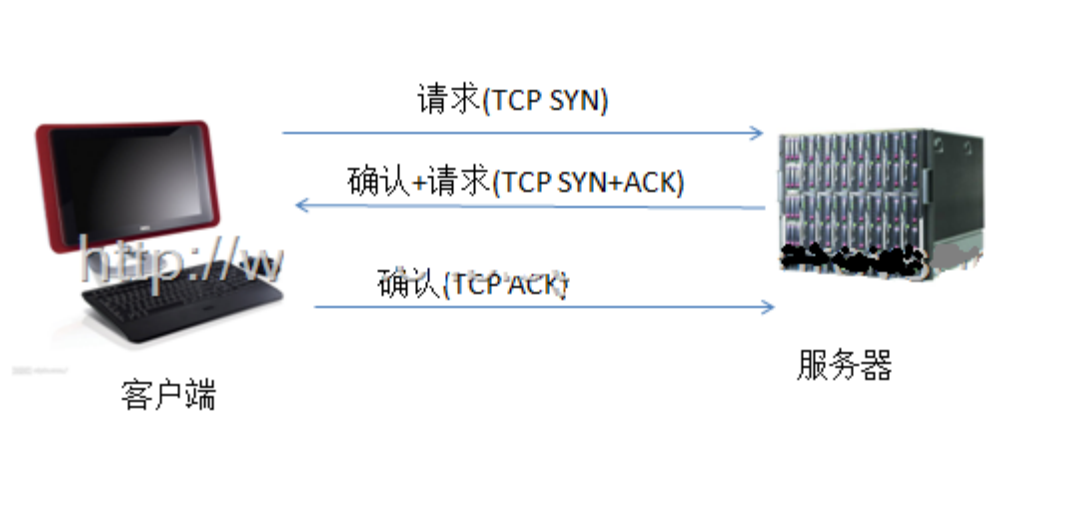 请求(TCP SYN)
确认+请求(TCP SYN+ACK)
http://w
确认(TCP ACK)
服务器
客户端